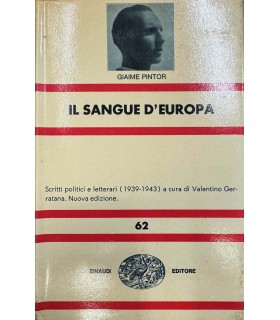 GIAIME PINTOR
IL SANGUE D'EUROPA
Scritti politici e letterari (1939-1943) a cura di Valentino Ger-
ratana. Nuova edizione.
62
EINAUDI EDITORE